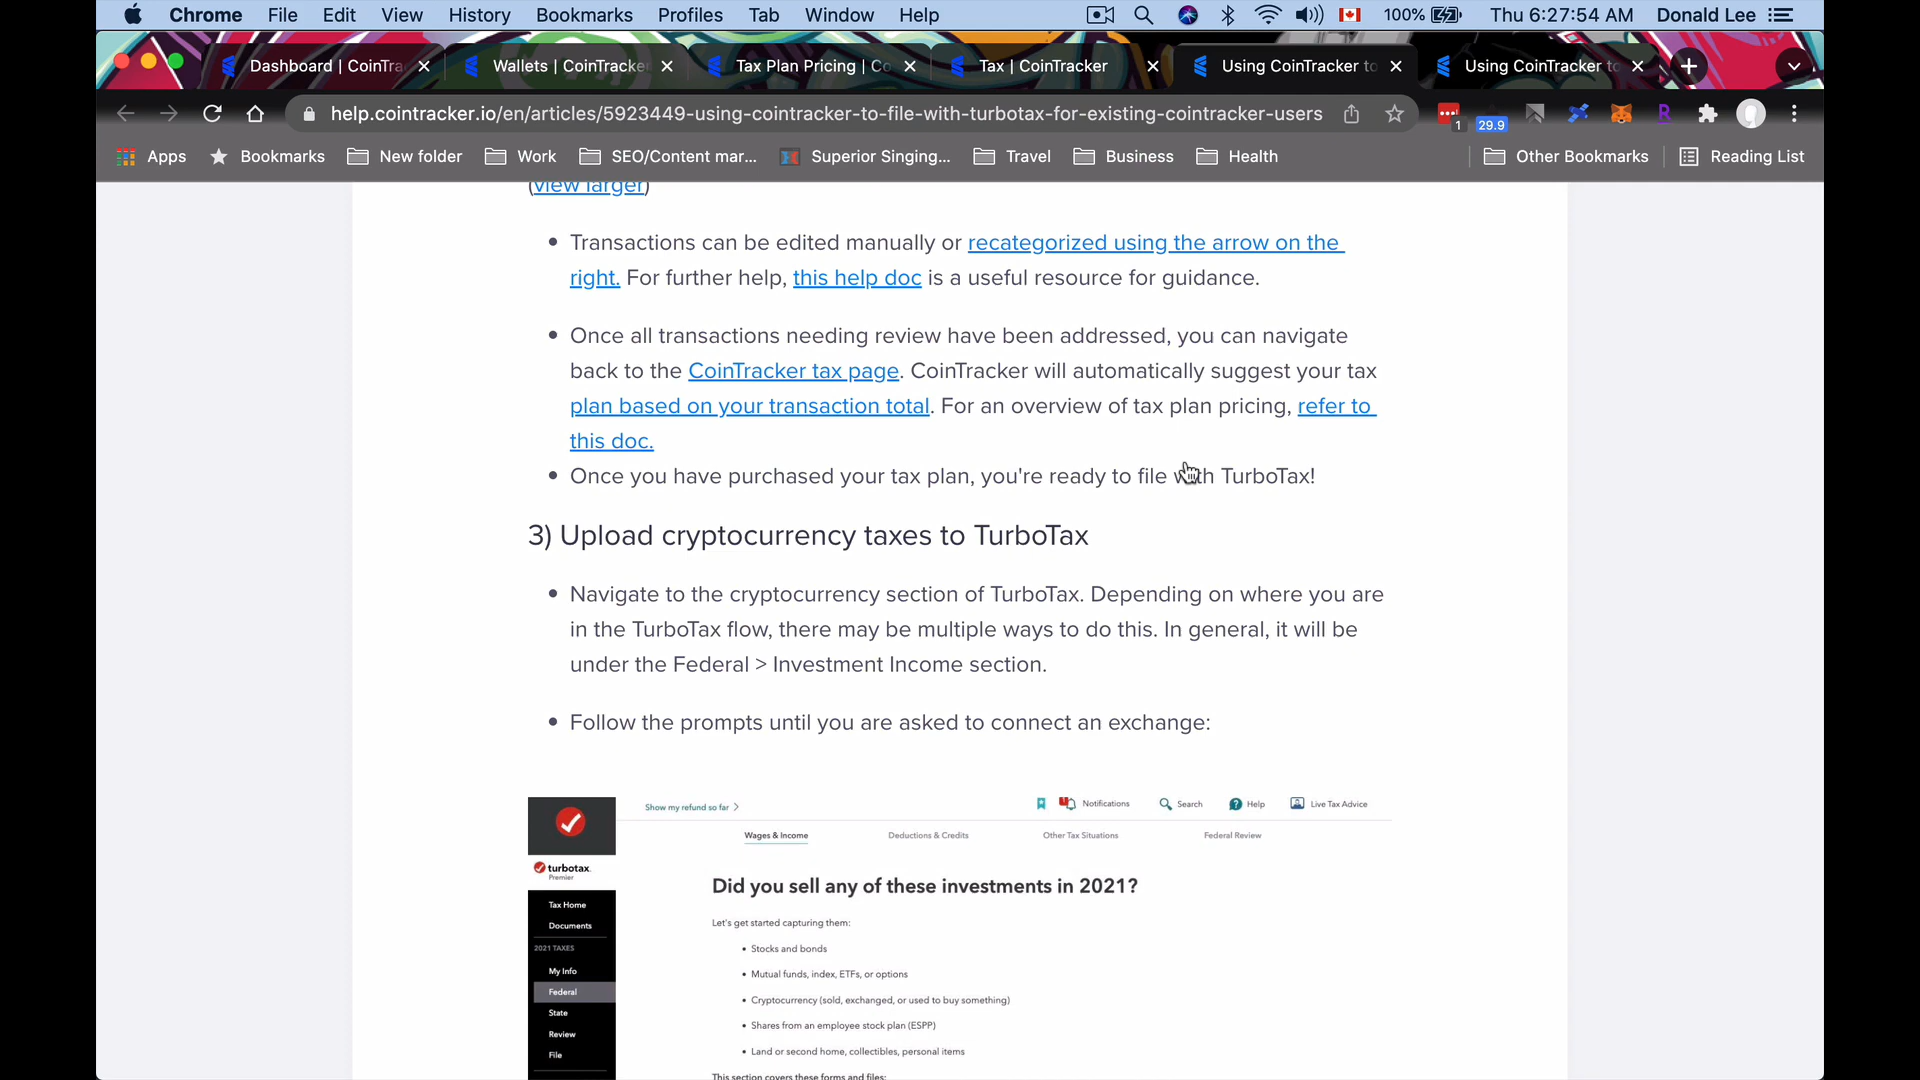 Chrome File Edit View History Bookmarks Profiles Tab Window Help 100% Thu 6:27:54 AM Donald Lee
Dashboard | CoinTra Wallets | CoinTracke Tax Plan Pricing | Co Tax | CoinTracker Using CoinTracker to Using CoinTracker to
help.cointracker.io/en/articles/5923449-using-cointracker-to-file-with-turbotax-for-existing-cointracker-users 1 29.9 R
Apps Bookmarks New folder Work SEO/Content mar... Superior Singing... Travel Business Health Other Bookmarks Reading List
(view larger)
• Transactions can be edited manually or recategorized using the arrow on the
right. For further help, this help doc is a useful resource for guidance.
• Once all transactions needing review have been addressed, you can navigate
back to the CoinTracker tax page. CoinTracker will automatically suggest your tax
plan based on your transaction total. For an overview of tax plan pricing, refer to
this doc.
• Once you have purchased your tax plan, you're ready to file with TurboTax!
3) Upload cryptocurrency taxes to TurboTax
• Navigate to the cryptocurrency section of TurboTax. Depending on where you are
in the TurboTax flow, there may be multiple ways to do this. In general, it will be
under the Federal > Investment Income section.
• Follow the prompts until you are asked to connect an exchange:
Show my refund so far > Notifications Search Help Live Tax Advice
Wages & Income Deductions & Credits Other Tax Situations Federal Review
turbotax.
Premier
Did you sell any of these investments in 2021?
Tax Home
Let's get started capturing them:
Documents
2021 TAXES
• Stocks and bonds
My Info
• Mutual funds, index, ETFs, or options
Federal
• Cryptocurrency (sold, exchanged, or used to buy something)
State
• Shares from an employee stock plan (ESPP)
Review
• Land or second home, collectibles, personal items
File
This section covers these forms and files: